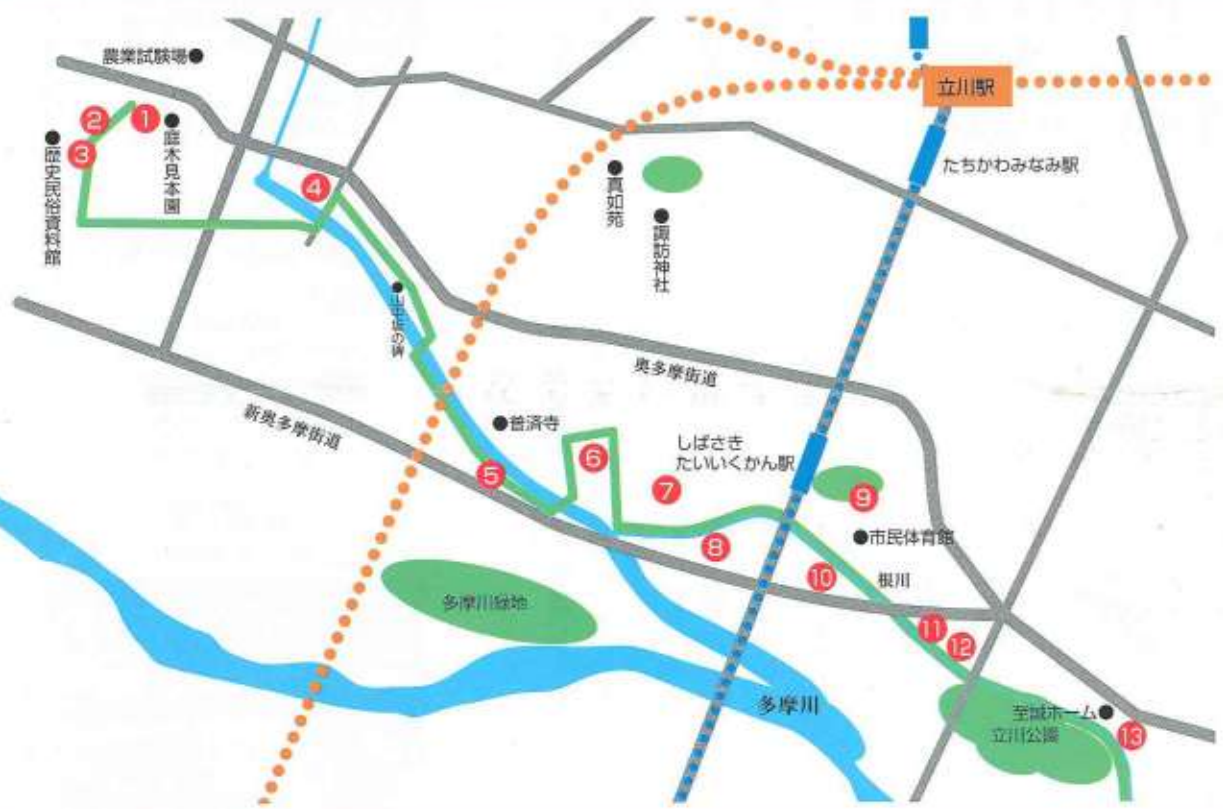 農業試験場
立川駅
①
②
③
庭木見本園
歴史民俗資料館
④
真如苑
諏訪神社
たちかわみなみ駅
山中坂の碑
奥多摩街道
新奥多摩街道
普済寺
⑤
⑥
しばさき
たいいくかん駅
⑦
⑧
⑨
市民体育館
⑩
根川
⑪
⑫
多摩川緑地
多摩川
至誠ホーム
立川公園
⑬